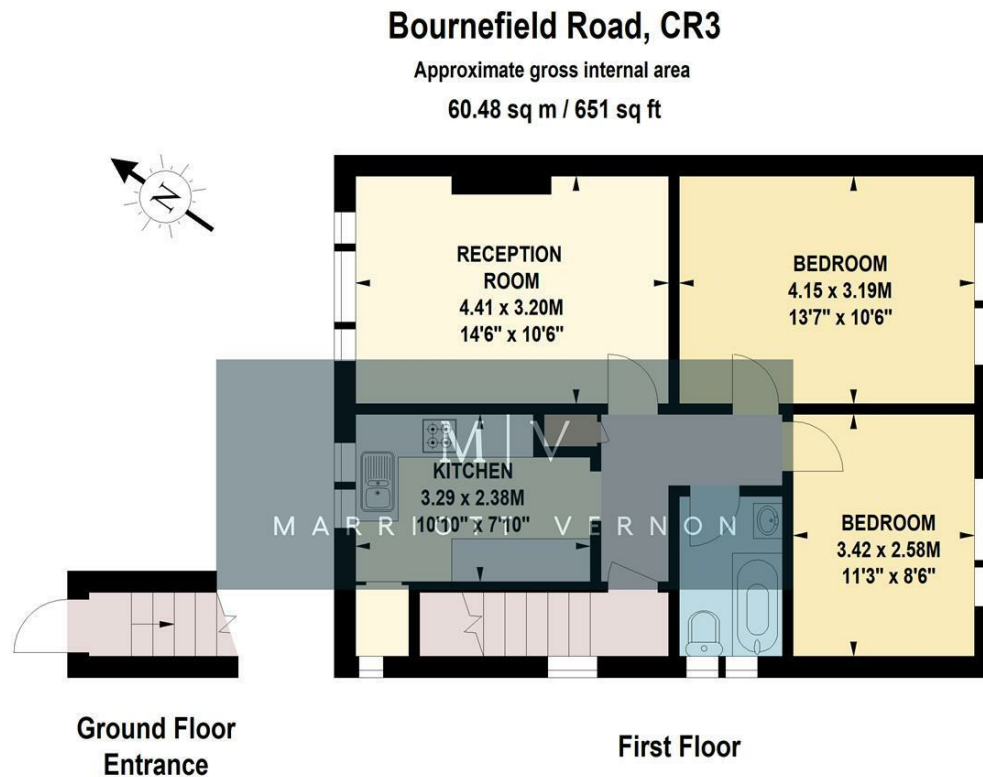 Bournefield Road, CR3
Approximate gross internal area
60.48 sq m / 651 sq ft
N
RECEPTION
ROOM
4.41 x 3.20M
14'6" x 10'6"
BEDROOM
4.15 x 3.19M
13'7" x 10'6"
M | V
KITCHEN
3.29 x 2.38M
10'10" x 7'10"
MARRIOTT VERNON
BEDROOM
3.42 x 2.58M
11'3" x 8'6"
Ground Floor
Entrance
First Floor